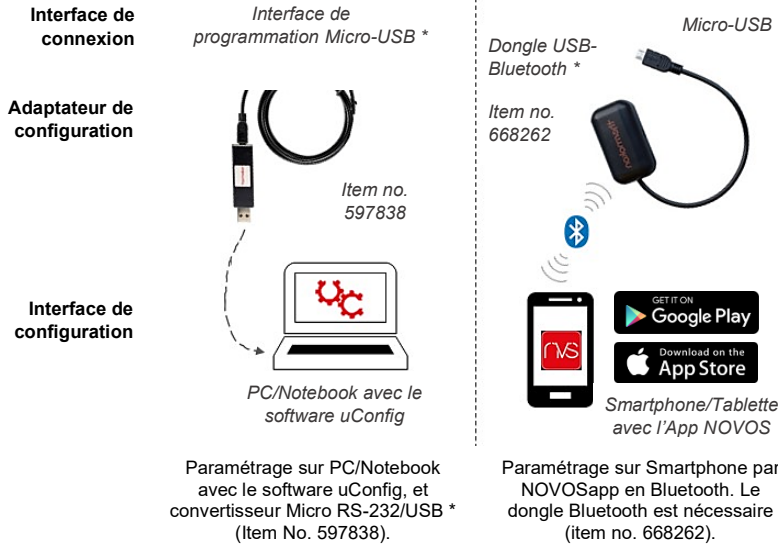 Interface de
connexion
Interface de
programmation Micro-USB *
Micro-USB
Dongle USB-
Bluetooth *
Item no.
668262
Adaptateur de
configuration
Item no.
597838
Interface de
configuration
UC
PC/Notebook avec le
software uConfig
NVS
GET IT ON
Google Play
Download on the
App Store
Smartphone/Tablette
avec l'App NOVOS
Paramétrage sur PC/Notebook
avec le software uConfig, et
convertisseur Micro RS-232/USB *
(Item No. 597838).
Paramétrage sur Smartphone par
NOVOSapp en Bluetooth. Le
dongle Bluetooth est nécessaire
(item no. 668262).